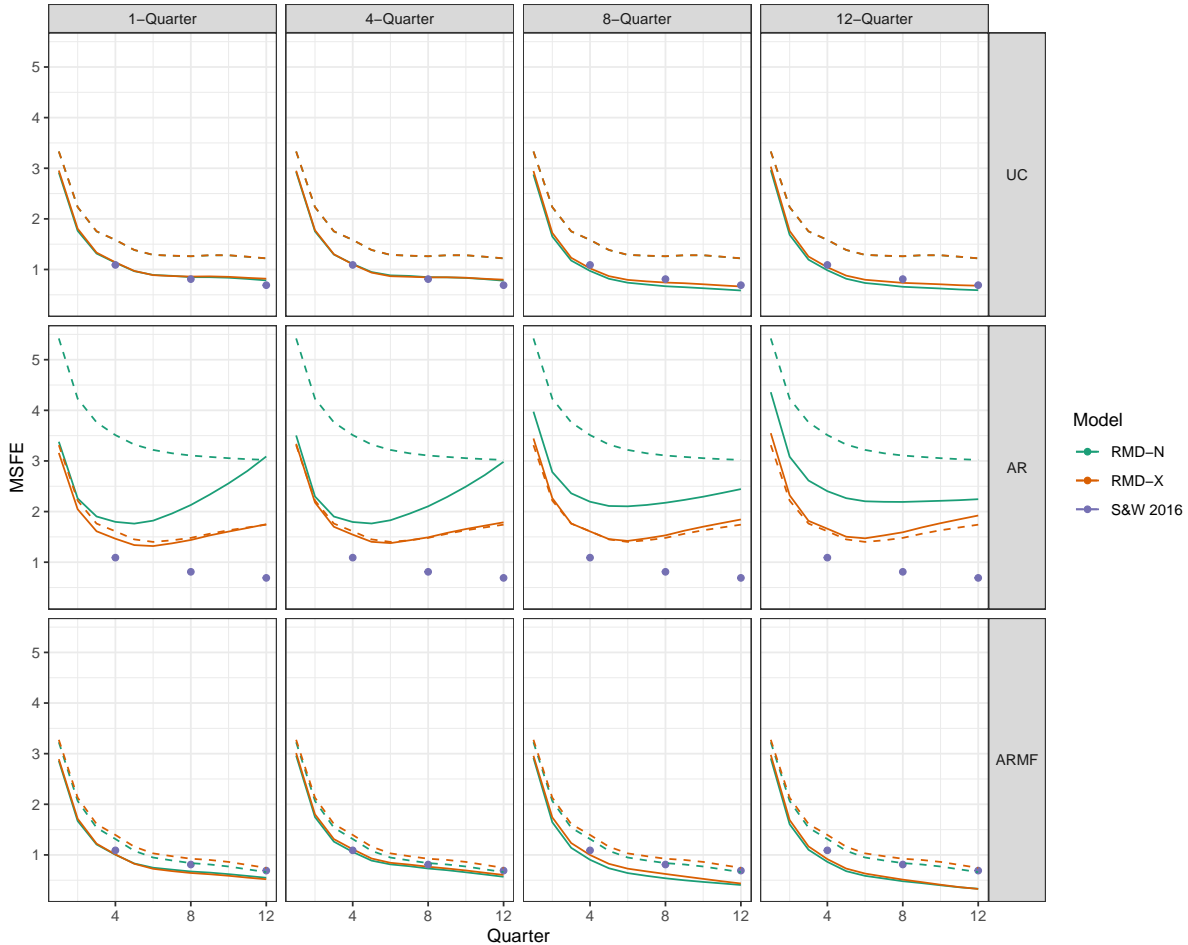 1−Quarter 4−Quarter 8−Quarter 12−Quarter
5
4
3
2
1
UC
5
4
3
2
1
AR
5
4
3
2
1
ARMF
MSFE
4 8 12 4 8 12 4 8 12 4 8 12
Quarter
Model
RMD−N
RMD−X
S&W 2016